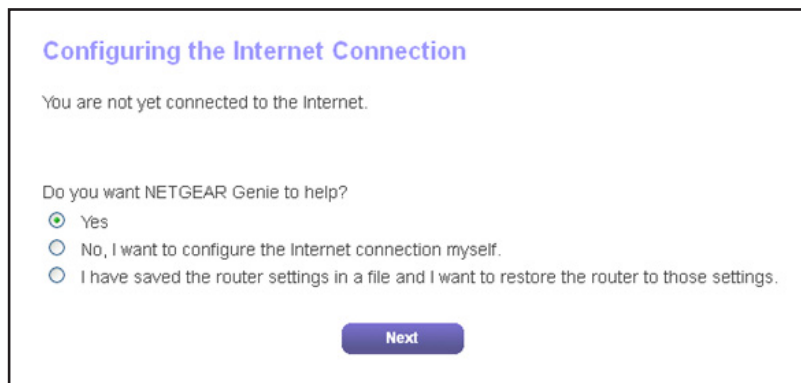 Configuring the Internet Connection
You are not yet connected to the Internet.
Do you want NETGEAR Genie to help?
Yes
No, I want to configure the Internet connection myself.
I have saved the router settings in a file and I want to restore the router to those settings.
Next